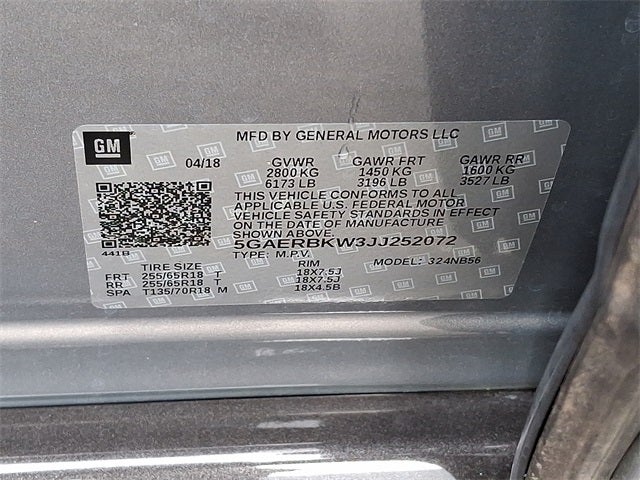 GM
MFD BY GENERAL MOTORS LLC
04/18 GVWR GAWR FRT GAWR RR
2800 KG 1450 KG 1600 KG
6173 LB 3196 LB 3527 LB
THIS VEHICLE CONFORMS TO ALL
APPLICABLE U.S. FEDERAL MOTOR
VEHICLE SAFETY STANDARDS IN EFFECT
ON THE DATE OF MANUFACTURE
SHOWN ABOVE.
5GAERBKW3JJ252072
441B TYPE: M.P.V. MODEL: 324NB56
TIRE SIZE RIM
FRT 255/65R18 T 18X7.5J
RR 255/65R18 T 18X7.5J
SPA T135/70R18 M 18X4.5B